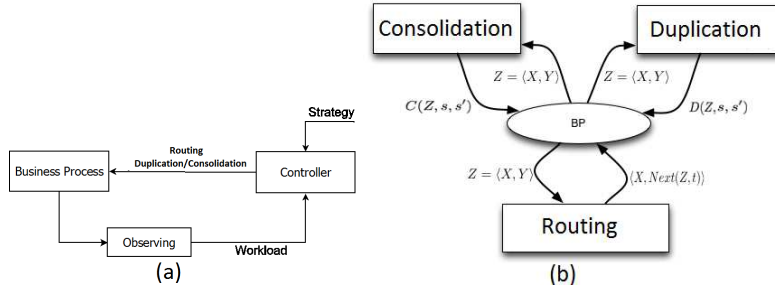 Strategy
Routing
Duplication/Consolidation
Business Process
Controller
Observing
Workload
(a)
Consolidation
Duplication
Z = ⟨X, Y⟩
Z = ⟨X, Y⟩
C(Z, s, s′)
D(Z, s, s′)
BP
Z = ⟨X, Y⟩
⟨X, Next(Z, t)⟩
Routing
(b)